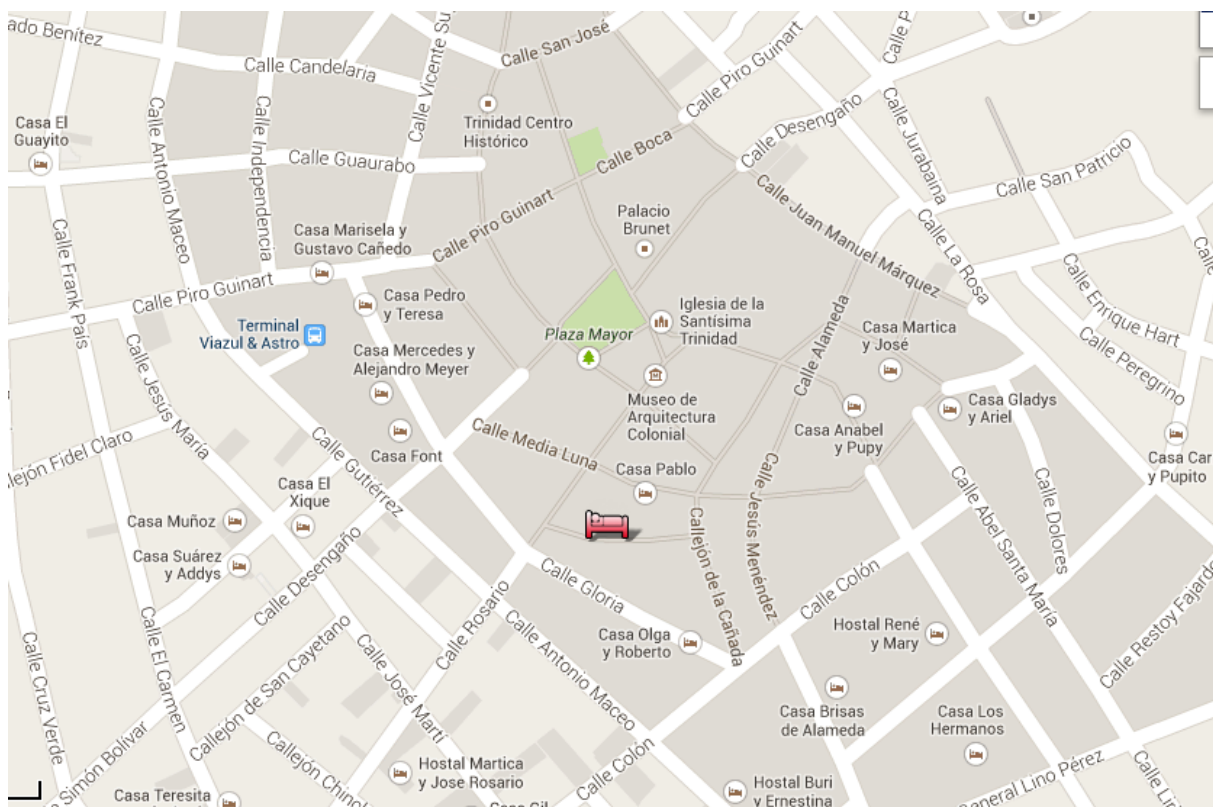 ado Benítez
Calle Candelaria
Calle Vicente Su
Calle San José
Calle Piro Guinart
Calle Desengaño
Calle P
Casa El
Guayito
Calle Antonio Maceo
Calle Independencia
Calle Guaurabo
Trinidad Centro
Histórico
Calle Boca
Calle Jurabaina
Calle San Patricio
Calle Juan Manuel Márquez
Calle La Rosa
Calle
Palacio
Brunet
Casa Marisela y
Gustavo Cañedo
Calle Piro Guinart
Calle Piro Guinart
Calle Frank País
Casa Pedro
y Teresa
Terminal
Viazul & Astro
Plaza Mayor
Iglesia de la
Santísima
Trinidad
Calle Alameda
Casa Martica
y José
Calle Enrique Hart
Calle Peregrino
Casa Mercedes y
Alejandro Meyer
Calle Jesús María
Museo de
Arquitectura
Colonial
Casa Anabel
y Pupy
Casa Gladys
y Ariel
Casa Car
y Pupito
llejón Fidel Claro
Casa Font
Calle Media Luna
Calle Gutiérrez
Casa Pablo
Casa El
Xique
Casa Muñoz
Casa Suárez
y Addys
Calle Desengaño
Calle Jesús Menéndez
Callejón de la Cañada
Calle Abel Santa María
Calle Dolores
Calle Colón
Calle Gloria
Calle Rosario
Calle Antonio Maceo
Casa Olga
y Roberto
Hostal René
y Mary
Calle Restoy Fajardo
Calle Cruz Verde
Calle El Carmen
Callejón de San Cayetano
Calle José Martí
Casa Brisas
de Alameda
Casa Los
Hermanos
Simón Bolívar
Callejón Chino
Hostal Martica
y Jose Rosario
Calle Colón
Hostal Buri
y Ernestina
General Lino Pérez
Calle Li
Casa Teresita